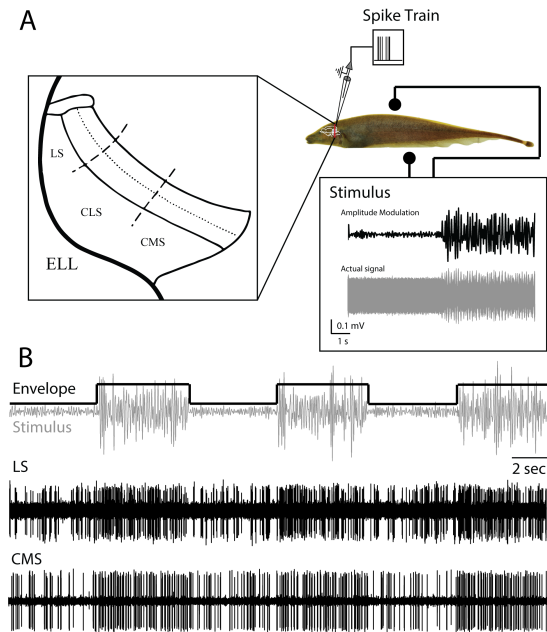 A
Spike Train
LS
CLS
CMS
ELL
Stimulus
Amplitude Modulation
Actual signal
0.1 mV
1 s
B
Envelope
Stimulus
2 sec
LS
CMS